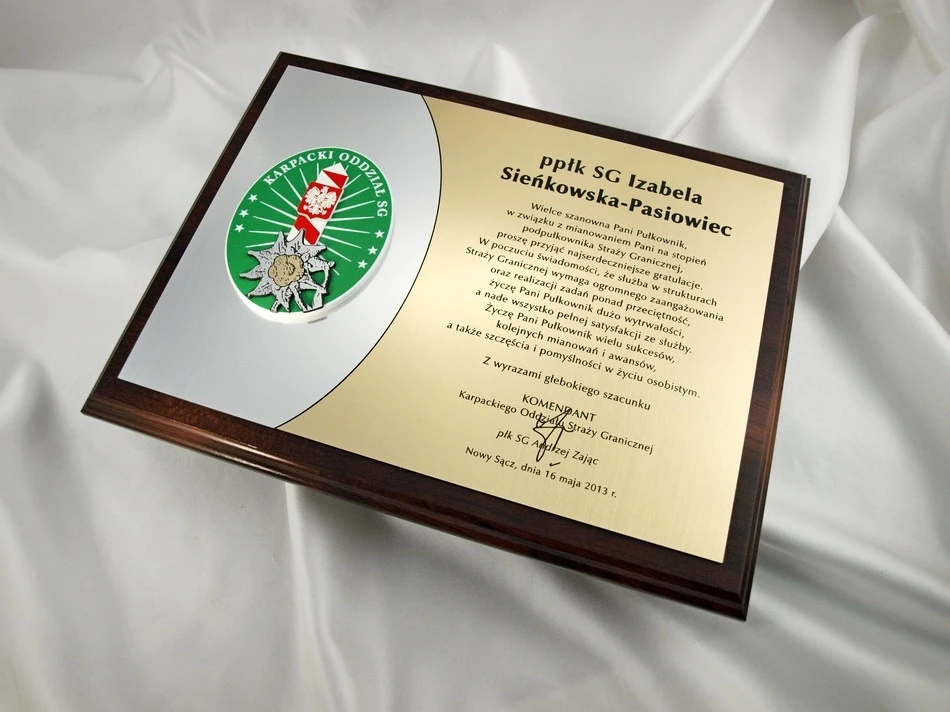 KARPACKI ODDZIAŁ SG
ppłk SG Izabela
Sieńkowska-Pasiowiec
Wielce szanowna Pani Pułkownik,
w związku z mianowaniem Pani na stopień
podpułkownika Straży Granicznej,
proszę przyjąć najserdeczniejsze gratulacje.
W poczuciu świadomości, że służba w strukturach
Straży Granicznej wymaga ogromnego zaangażowania
oraz realizacji zadań ponad przeciętność,
życzę Pani Pułkownik dużo wytrwałości,
a nade wszystko pełnej satysfakcji ze służby.
Życzę Pani Pułkownik wielu sukcesów,
kolejnych mianowań i awansów,
a także szczęścia i pomyślności w życiu osobistym.
Z wyrazami głebokiego szacunku
KOMENDANT
Karpackiego Oddziału Straży Granicznej
płk SG Andrzej Zając
Nowy Sącz, dnia 16 maja 2013 r.